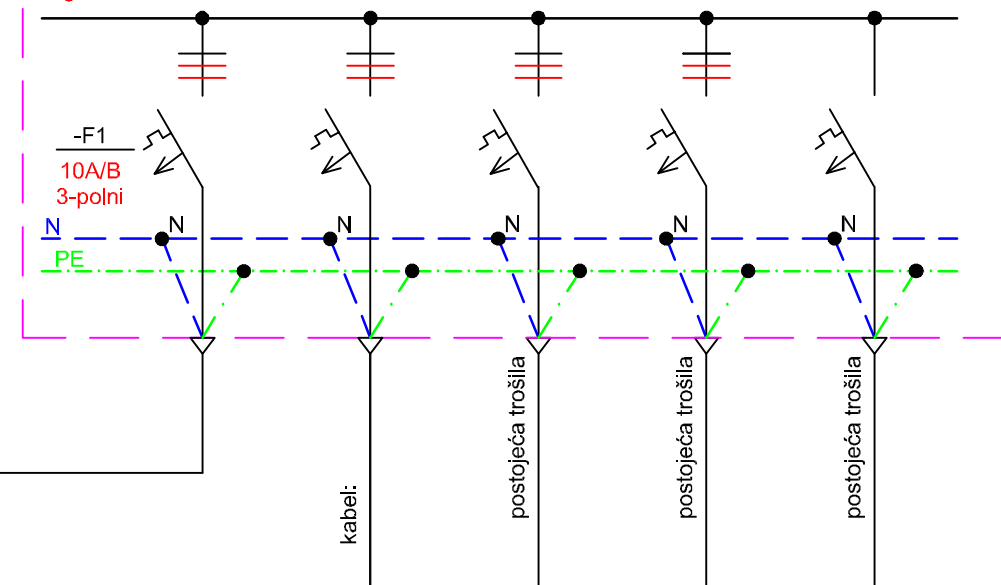 -F1
10A/B
3-polni
N
N
N
N
N
N
PE
kabel:
postojeća trošila
postojeća trošila
postojeća trošila